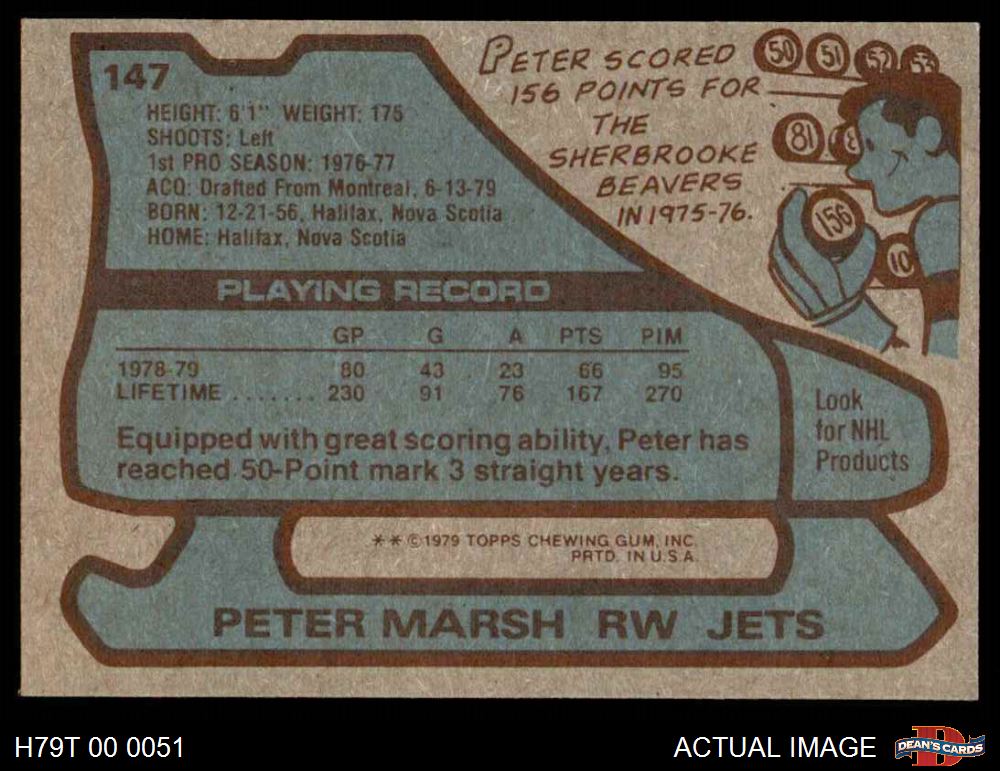 147
HEIGHT: 6'1" WEIGHT: 175
SHOOTS: Left
1st PRO SEASON: 1976-77
ACQ: Drafted From Montreal, 6-13-79
BORN: 12-21-56, Halifax, Nova Scotia
HOME: Halifax, Nova Scotia
PETER SCORED
156 POINTS FOR
THE
SHERBROOKE
BEAVERS
IN 1975-76.
50 51 52 53
81
156
10
PLAYING RECORD
GP G A PTS PIM
1978-79 80 43 23 66 95
LIFETIME ....... 230 91 76 167 270
Equipped with great scoring ability, Peter has
reached 50-Point mark 3 straight years.
Look
for NHL
Products
** ©1979 TOPPS CHEWING GUM, INC.
PRTD. IN U.S.A.
PETER MARSH RW JETS
H79T 00 0051
ACTUAL IMAGE
DEAN'S CARDS